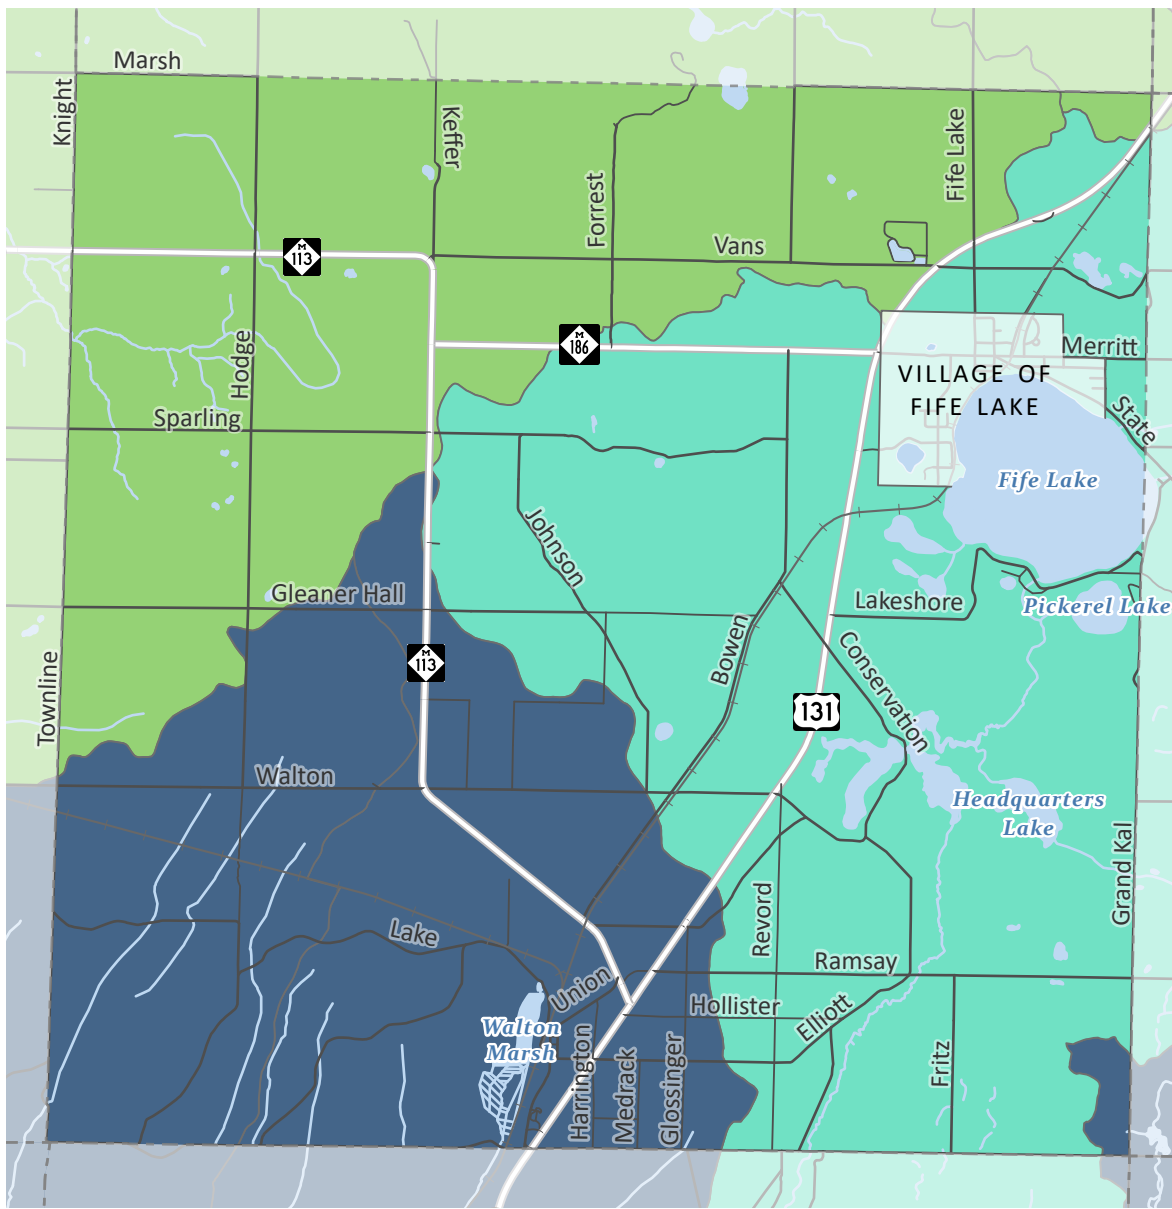 Marsh
Knight
Keffer
Forrest
Fife Lake
Vans
M
113
M
186
Hodge
Merritt
VILLAGE OF
FIFE LAKE
State
Sparling
Fife Lake
Johnson
Gleaner Hall
Lakeshore
Pickerel Lake
Bowen
Conservation
M
113
Townline
131
Walton
Headquarters
Lake
Grand Kal
Revord
Lake
Ramsay
Union
Hollister
Elliott
Walton
Marsh
Harrington
Medrack
Glossinger
Fritz